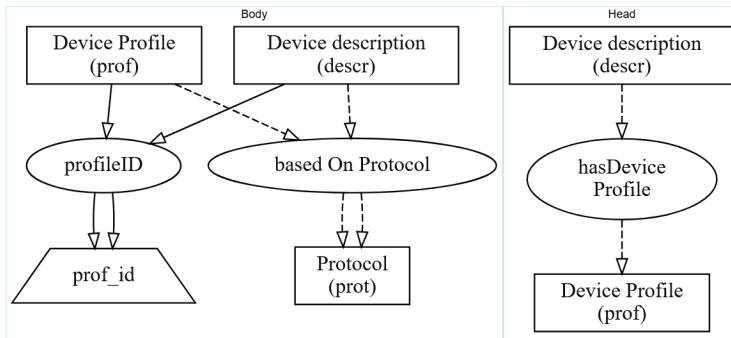 Body
Device Profile
(prof)
Device description
(descr)
profileID
based On Protocol
prof_id
Protocol
(prot)
Head
Device description
(descr)
hasDevice
Profile
Device Profile
(prof)